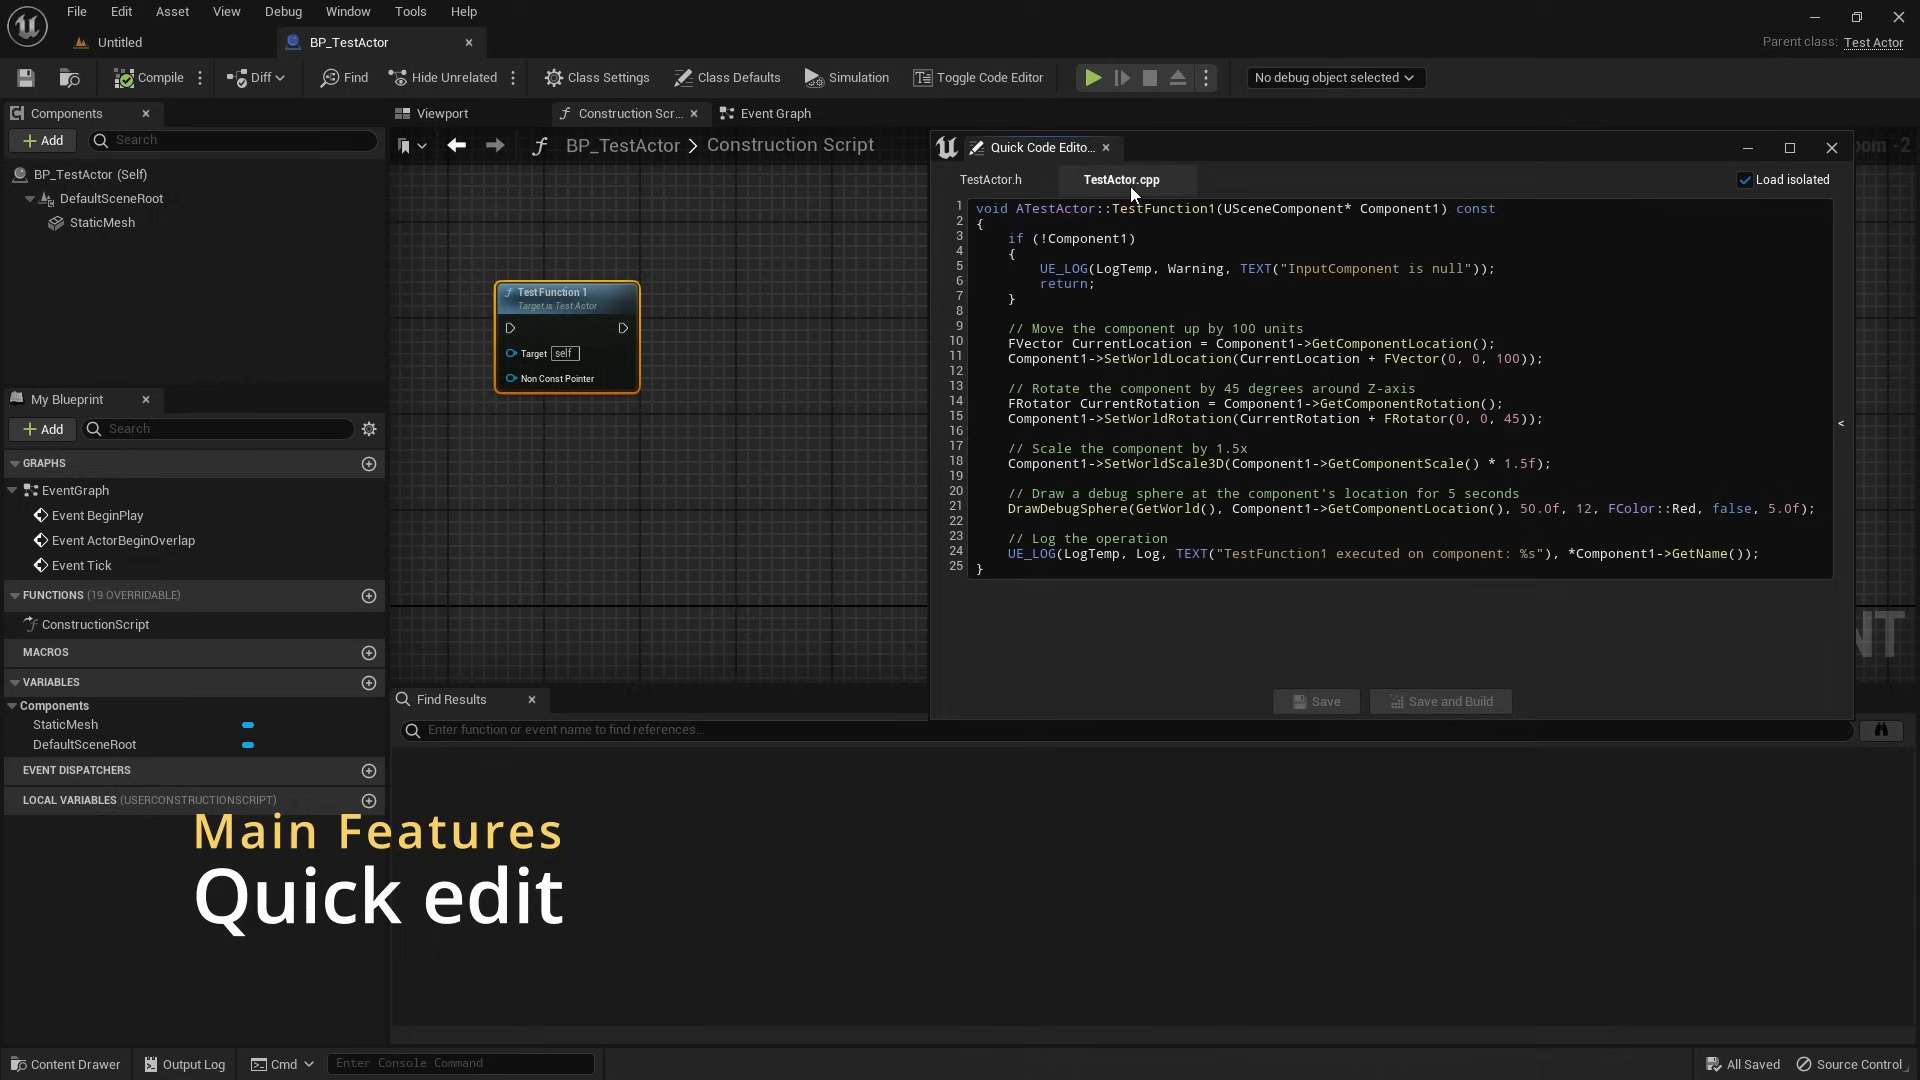 File Edit Asset View Debug Window Tools Help
Untitled BP_TestActor
Parent class: Test Actor
Compile Diff Find Hide Unrelated Class Settings Class Defaults Simulation Toggle Code Editor No debug object selected
Components
Add Search
BP_TestActor (Self)
DefaultSceneRoot
StaticMesh
My Blueprint
Add Search
GRAPHS
EventGraph
Event BeginPlay
Event ActorBeginOverlap
Event Tick
FUNCTIONS (19 OVERRIDABLE)
ConstructionScript
MACROS
VARIABLES
Components
StaticMesh
DefaultSceneRoot
EVENT DISPATCHERS
LOCAL VARIABLES (USERCONSTRUCTIONSCRIPT)
Viewport Construction Scr... Event Graph
BP_TestActor > Construction Script
Test Function 1
Target is Test Actor
Target self
Non Const Pointer
Quick Code Edito...
TestActor.h TestActor.cpp Load isolated
1 void ATestActor::TestFunction1(USceneComponent* Component1) const
2 {
3 if (!Component1)
4 {
5 UE_LOG(LogTemp, Warning, TEXT("InputComponent is null"));
6 return;
7 }
8
9 // Move the component up by 100 units
10 FVector CurrentLocation = Component1->GetComponentLocation();
11 Component1->SetWorldLocation(CurrentLocation + FVector(0, 0, 100));
12
13 // Rotate the component by 45 degrees around Z-axis
14 FRotator CurrentRotation = Component1->GetComponentRotation();
15 Component1->SetWorldRotation(CurrentRotation + FRotator(0, 0, 45));
16
17 // Scale the component by 1.5x
18 Component1->SetWorldScale3D(Component1->GetComponentScale() * 1.5f);
19
20 // Draw a debug sphere at the component's location for 5 seconds
21 DrawDebugSphere(GetWorld(), Component1->GetComponentLocation(), 50.0f, 12, FColor::Red, false, 5.0f);
22
23 // Log the operation
24 UE_LOG(LogTemp, Log, TEXT("TestFunction1 executed on component: %s"), *Component1->GetName());
25 }
<
Save Save and Build
Find Results
Enter function or event name to find references...
Main Features
Quick edit
Content Drawer Output Log Cmd Enter Console Command All Saved Source Control